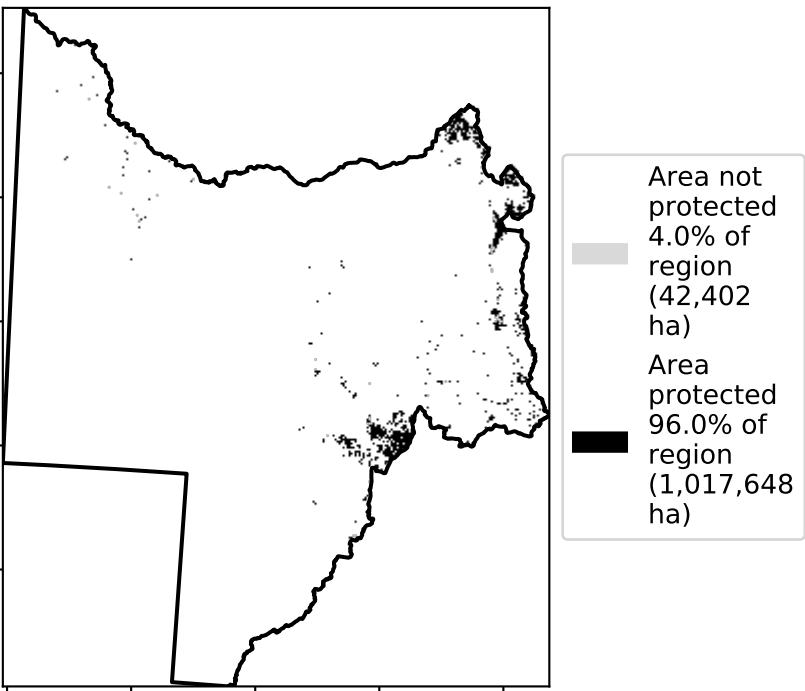 Area not
protected
4.0% of
region
(42,402
ha)
Area
protected
96.0% of
region
(1,017,648
ha)